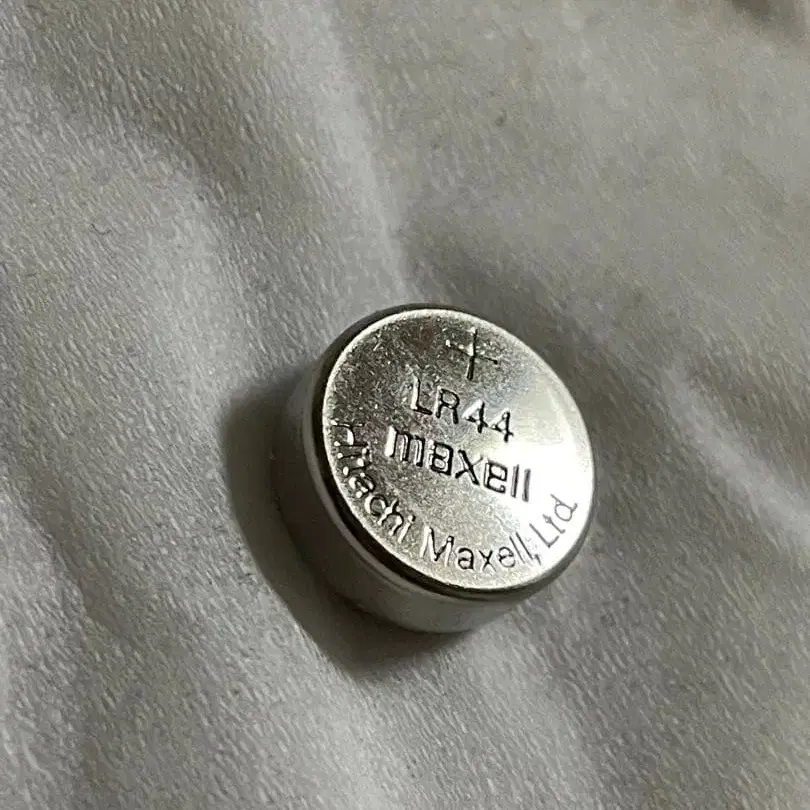 +
LR44
maxell
Hitachi Maxell, Ltd.